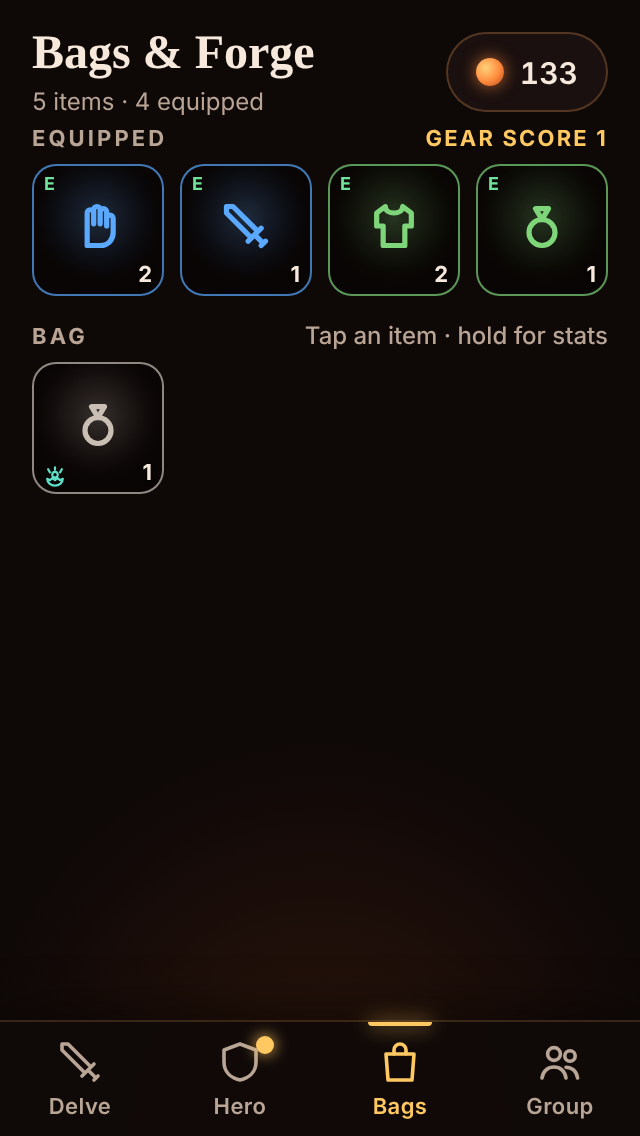 Bags & Forge
133
5 items · 4 equipped
EQUIPPED
GEAR SCORE 1
E
2
E
1
E
2
E
1
BAG
Tap an item · hold for stats
1
Delve
Hero
Bags
Group